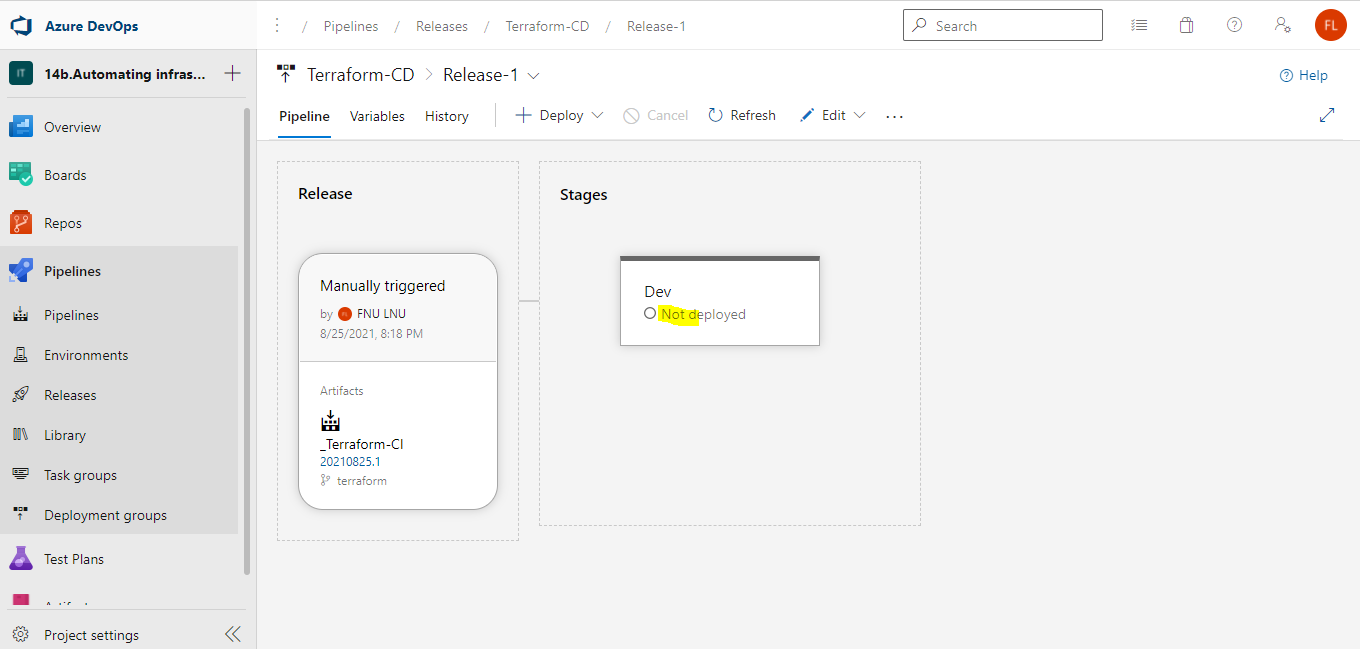 Azure DevOps
/ Pipelines / Releases / Terraform-CD / Release-1
Search
FL
IT
14b.Automating infras...
Overview
Boards
Repos
Pipelines
Pipelines
Environments
Releases
Library
Task groups
Deployment groups
Test Plans
Project settings
Terraform-CD > Release-1
Help
Pipeline
Variables
History
Deploy
Cancel
Refresh
Edit
...
Release
Manually triggered
by FL FNU LNU
8/25/2021, 8:18 PM
Artifacts
_Terraform-CI
20210825.1
terraform
Stages
Dev
Not deployed